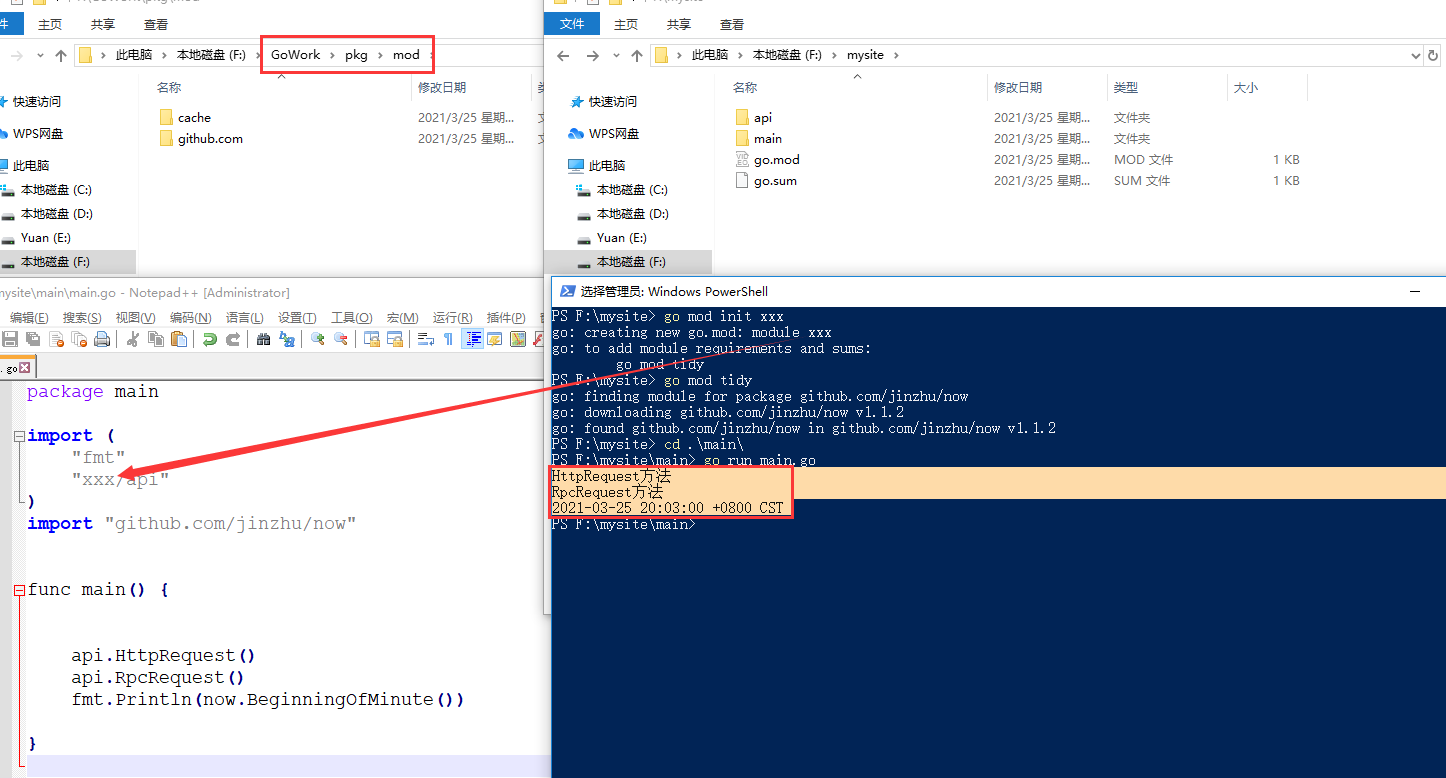 主页 共享 查看
此电脑 本地磁盘 (F:) GoWork pkg mod
名称 修改日期
快速访问
WPS网盘
此电脑
本地磁盘 (C:)
本地磁盘 (D:)
Yuan (E:)
本地磁盘 (F:)
cache 2021/3/25 星期...
github.com 2021/3/25 星期...
文件 主页 共享 查看
此电脑 本地磁盘 (F:) mysite
名称 修改日期 类型 大小
快速访问
WPS网盘
此电脑
本地磁盘 (C:)
本地磁盘 (D:)
Yuan (E:)
本地磁盘 (F:)
api 2021/3/25 星期... 文件夹
main 2021/3/25 星期... 文件夹
go.mod 2021/3/25 星期... MOD 文件 1 KB
go.sum 2021/3/25 星期... SUM 文件 1 KB
mysite\main\main.go - Notepad++ [Administrator]
编辑(E) 搜索(S) 视图(V) 编码(N) 语言(L) 设置(T) 工具(O) 宏(M) 运行(R) 插件(P)
go
package main
import (
"fmt"
"xxx/api"
)
import "github.com/jinzhu/now"
func main() {
api.HttpRequest()
api.RpcRequest()
fmt.Println(now.BeginningOfMinute())
}
选择管理员: Windows PowerShell
PS F:\mysite> go mod init xxx
go: creating new go.mod: module xxx
go: to add module requirements and sums:
go mod tidy
PS F:\mysite> go mod tidy
go: finding module for package github.com/jinzhu/now
go: downloading github.com/jinzhu/now v1.1.2
go: found github.com/jinzhu/now in github.com/jinzhu/now v1.1.2
PS F:\mysite> cd .\main\
PS F:\mysite\main> go run main.go
HttpRequest方法
RpcRequest方法
2021-03-25 20:03:00 +0800 CST
PS F:\mysite\main>